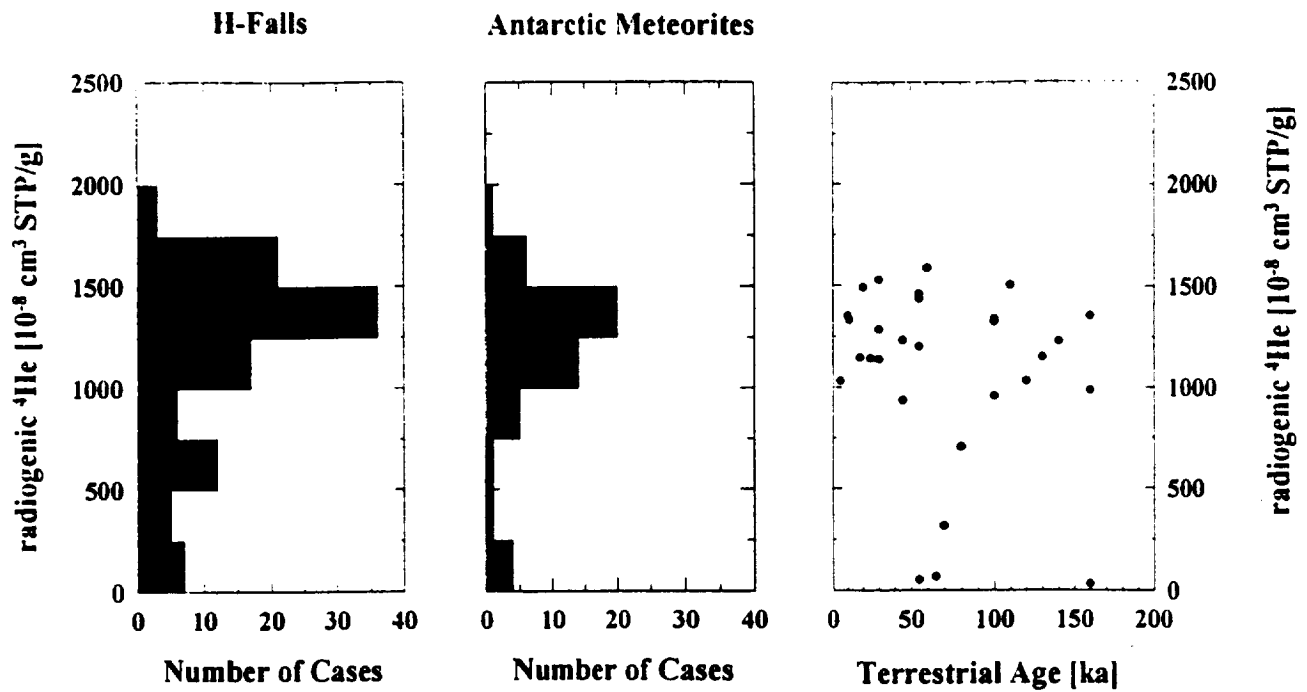 H-Falls
Antarctic Meteorites
2500
2000
1500
1000
500
0
radiogenic ⁴He [10⁻⁸ cm³ STP/g]
0 10 20 30 40
Number of Cases
0 10 20 30 40
Number of Cases
0 50 100 150 200
Terrestrial Age [ka]
2500
2000
1500
1000
500
0
radiogenic ⁴He [10⁻⁸ cm³ STP/g]